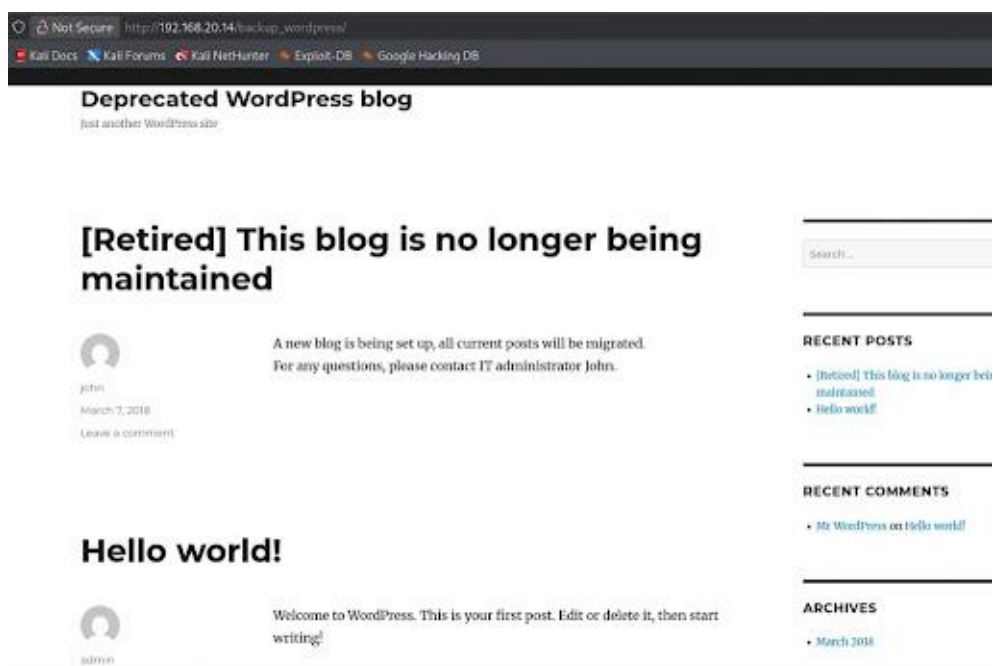 Not Secure http://192.168.20.14/backup_wordpress/
Kali Docs Kali Forums Kali NetHunter Exploit-DB Google Hacking DB
Deprecated WordPress blog
Just another WordPress site
[Retired] This blog is no longer being
maintained
A new blog is being set up, all current posts will be migrated.
For any questions, please contact IT administrator John.
john
March 7, 2018
Leave a comment
Hello world!
Welcome to WordPress. This is your first post. Edit or delete it, then start
writing!
admin
Search ...
RECENT POSTS
[Retired] This blog is no longer bein
maintained
Hello world!
RECENT COMMENTS
Mr WordPress on Hello world!
ARCHIVES
March 2018